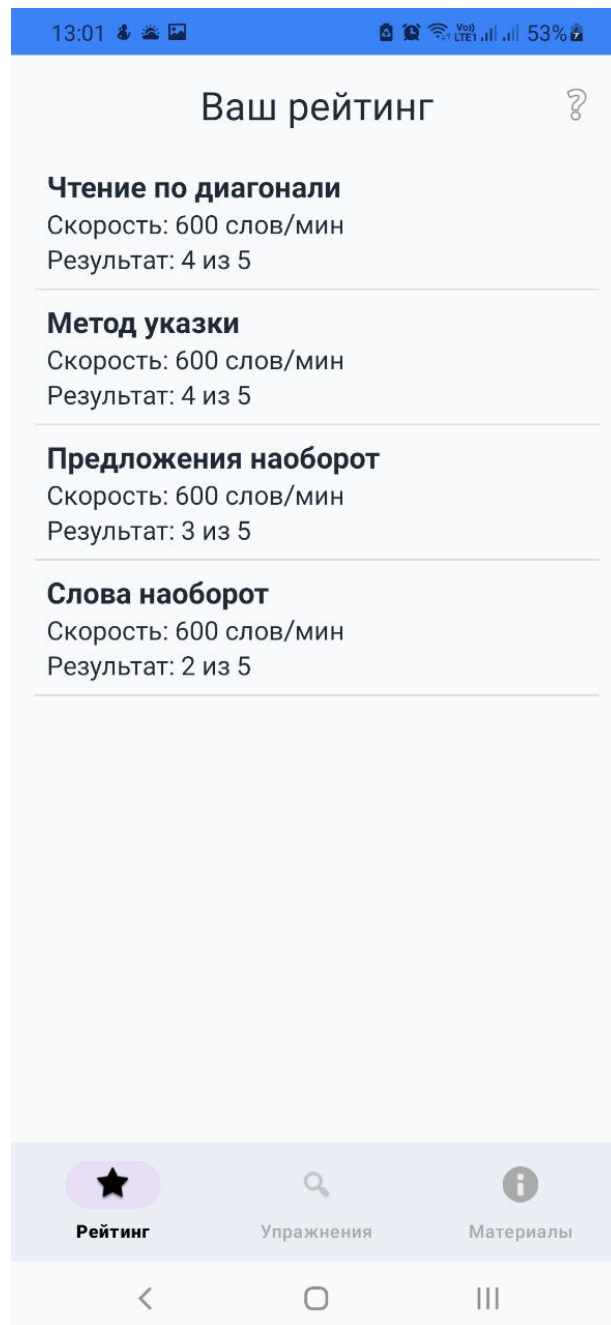 13:01 53%
Ваш рейтинг
Чтение по диагонали
Скорость: 600 слов/мин
Результат: 4 из 5
Метод указки
Скорость: 600 слов/мин
Результат: 4 из 5
Предложения наоборот
Скорость: 600 слов/мин
Результат: 3 из 5
Слова наоборот
Скорость: 600 слов/мин
Результат: 2 из 5
Рейтинг Упражнения Материалы